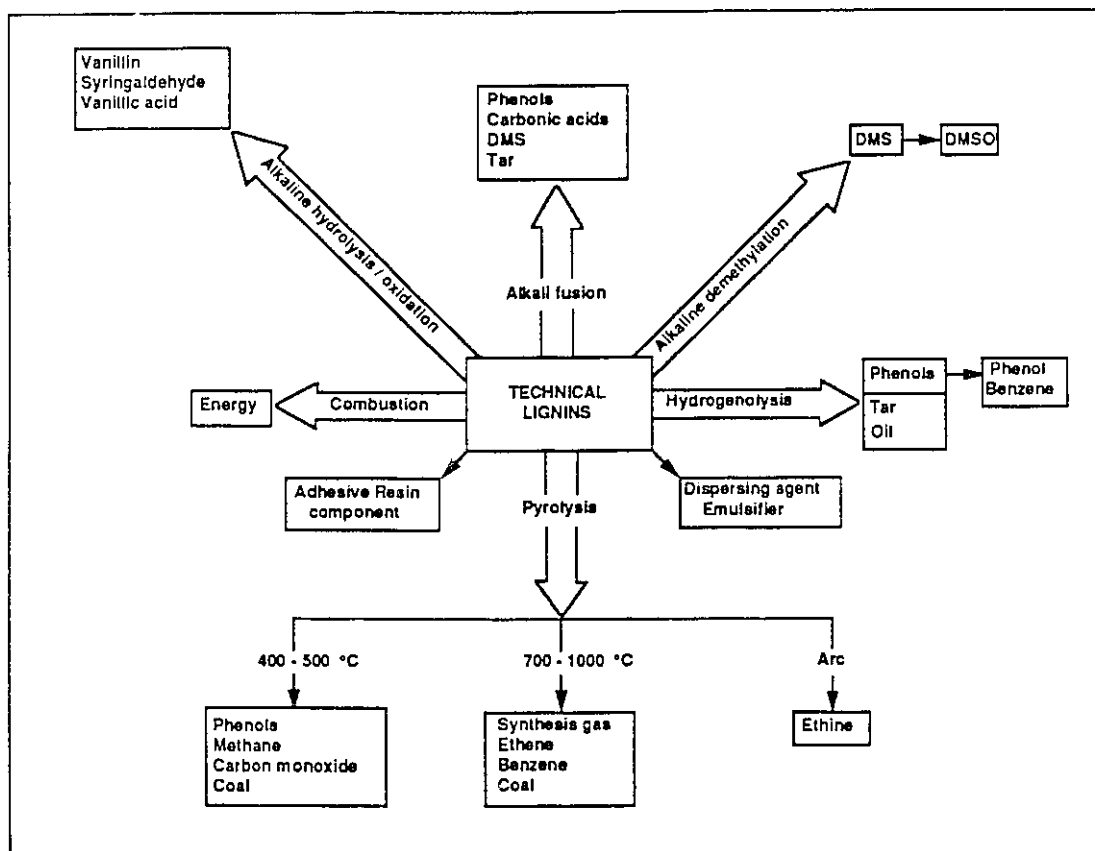 Vanillin
Syringaldehyde
Vanillic acid
Phenols
Carbonic acids
DMS
Tar
DMS
DMSO
Alkaline hydrolysis / oxidation
Alkali fusion
Alkaline demethylation
Energy
Combustion
TECHNICAL
LIGNINS
Hydrogenolysis
Phenols
Tar
Oil
Phenol
Benzene
Adhesive Resin
component
Pyrolysis
Dispersing agent
Emulsifier
400 - 500 °C
700 - 1000 °C
Arc
Phenols
Methane
Carbon monoxide
Coal
Synthesis gas
Ethene
Benzene
Coal
Ethine